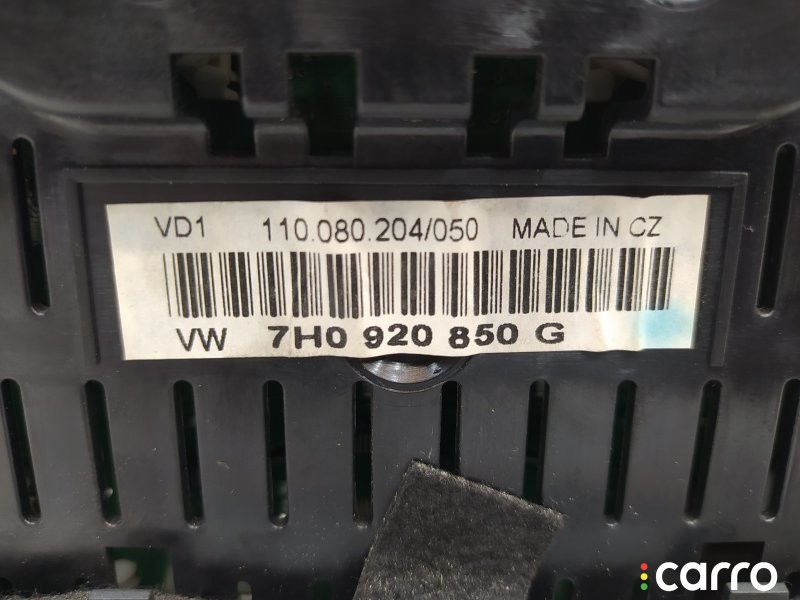 VD1 110.080.204/050 MADE IN CZ
VW 7H0 920 850 G
carro